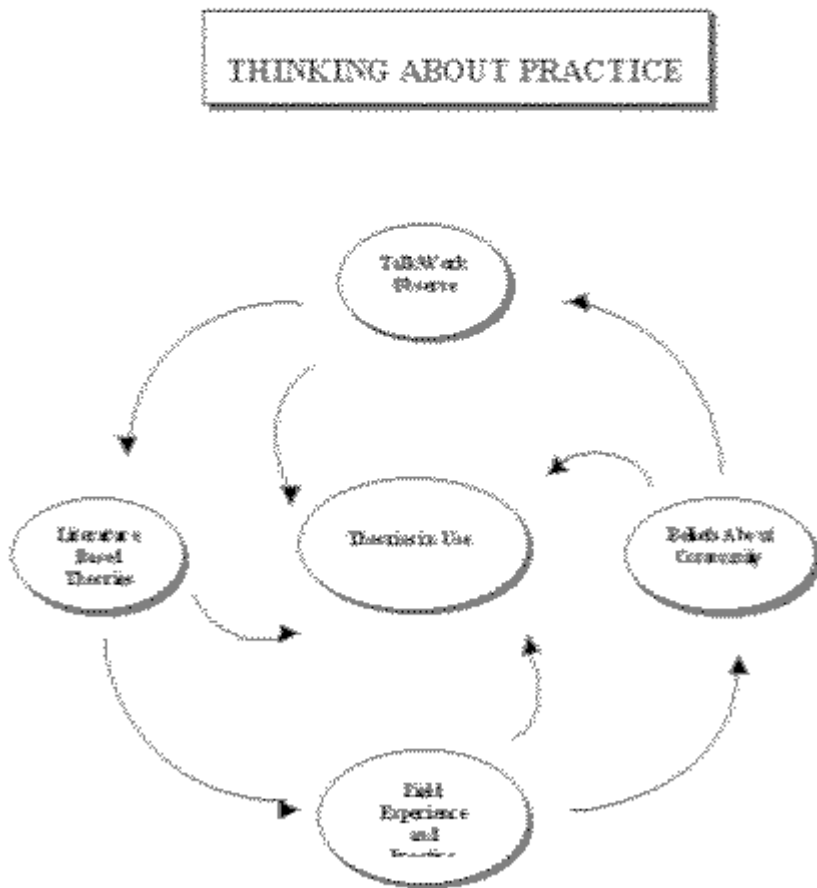 THINKING ABOUT PRACTICE
Talk/Work
Observe
Literature
Based
Theories
Theories in Use
Beliefs About
Community
Field
Experience
and